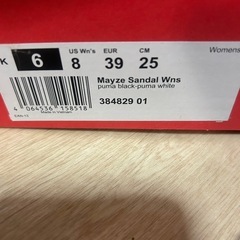 K 6 US Wn's 8 EUR 39 CM 25 Womens
Mayze Sandal Wns
puma black-puma white
384829 01
4 064536 158518
Made in Vietnam